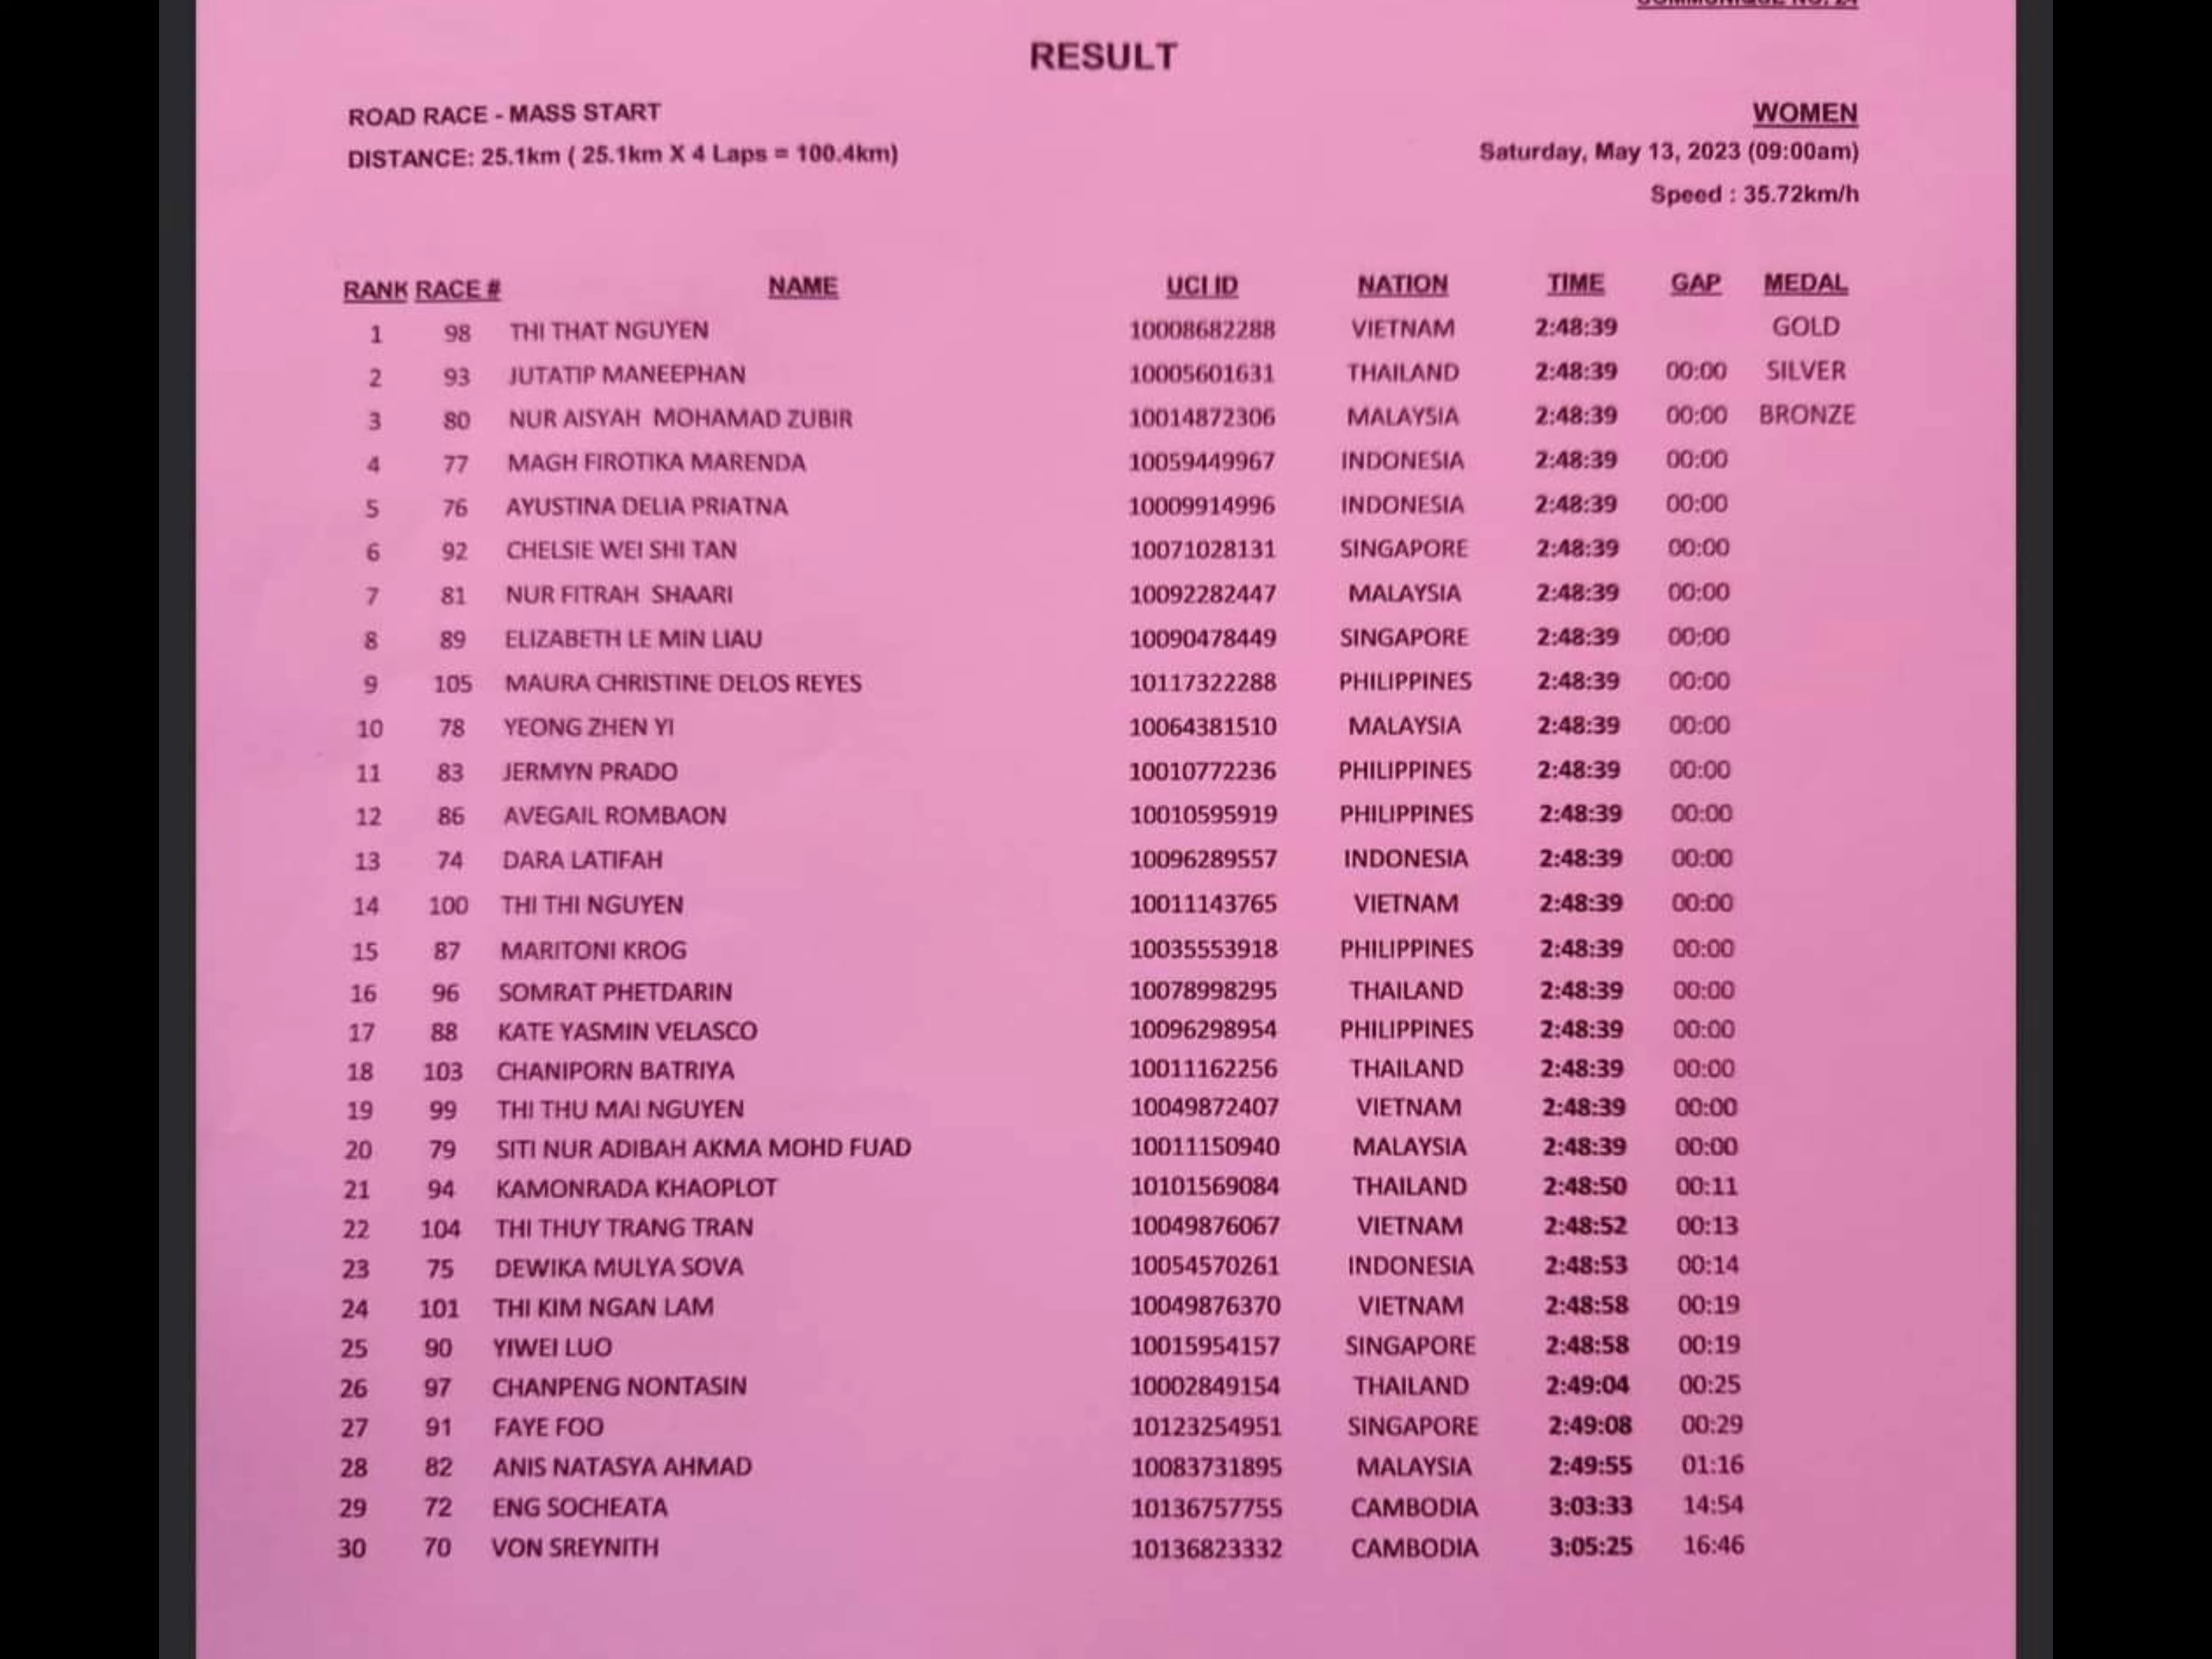 COMMUNIQUE NO. 24
RESULT
ROAD RACE - MASS START WOMEN
DISTANCE: 25.1km ( 25.1km X 4 Laps = 100.4km) Saturday, May 13, 2023 (09:00am)
Speed : 35.72km/h
RANK RACE # NAME UCI ID NATION TIME GAP MEDAL
1 98 THI THAT NGUYEN 10008682288 VIETNAM 2:48:39 GOLD
2 93 JUTATIP MANEEPHAN 10005601631 THAILAND 2:48:39 00:00 SILVER
3 80 NUR AISYAH MOHAMAD ZUBIR 10014872306 MALAYSIA 2:48:39 00:00 BRONZE
4 77 MAGH FIROTIKA MARENDA 10059449967 INDONESIA 2:48:39 00:00
5 76 AYUSTINA DELIA PRIATNA 10009914996 INDONESIA 2:48:39 00:00
6 92 CHELSIE WEI SHI TAN 10071028131 SINGAPORE 2:48:39 00:00
7 81 NUR FITRAH SHAARI 10092282447 MALAYSIA 2:48:39 00:00
8 89 ELIZABETH LE MIN LIAU 10090478449 SINGAPORE 2:48:39 00:00
9 105 MAURA CHRISTINE DELOS REYES 10117322288 PHILIPPINES 2:48:39 00:00
10 78 YEONG ZHEN YI 10064381510 MALAYSIA 2:48:39 00:00
11 83 JERMYN PRADO 10010772236 PHILIPPINES 2:48:39 00:00
12 86 AVEGAIL ROMBAON 10010595919 PHILIPPINES 2:48:39 00:00
13 74 DARA LATIFAH 10096289557 INDONESIA 2:48:39 00:00
14 100 THI THI NGUYEN 10011143765 VIETNAM 2:48:39 00:00
15 87 MARITONI KROG 10035553918 PHILIPPINES 2:48:39 00:00
16 96 SOMRAT PHETDARIN 10078998295 THAILAND 2:48:39 00:00
17 88 KATE YASMIN VELASCO 10096298954 PHILIPPINES 2:48:39 00:00
18 103 CHANIPORN BATRIYA 10011162256 THAILAND 2:48:39 00:00
19 99 THI THU MAI NGUYEN 10049872407 VIETNAM 2:48:39 00:00
20 79 SITI NUR ADIBAH AKMA MOHD FUAD 10011150940 MALAYSIA 2:48:39 00:00
21 94 KAMONRADA KHAOPLOT 10101569084 THAILAND 2:48:50 00:11
22 104 THI THUY TRANG TRAN 10049876067 VIETNAM 2:48:52 00:13
23 75 DEWIKA MULYA SOVA 10054570261 INDONESIA 2:48:53 00:14
24 101 THI KIM NGAN LAM 10049876370 VIETNAM 2:48:58 00:19
25 90 YIWEI LUO 10015954157 SINGAPORE 2:48:58 00:19
26 97 CHANPENG NONTASIN 10002849154 THAILAND 2:49:04 00:25
27 91 FAYE FOO 10123254951 SINGAPORE 2:49:08 00:29
28 82 ANIS NATASYA AHMAD 10083731895 MALAYSIA 2:49:55 01:16
29 72 ENG SOCHEATA 10136757755 CAMBODIA 3:03:33 14:54
30 70 VON SREYNITH 10136823332 CAMBODIA 3:05:25 16:46